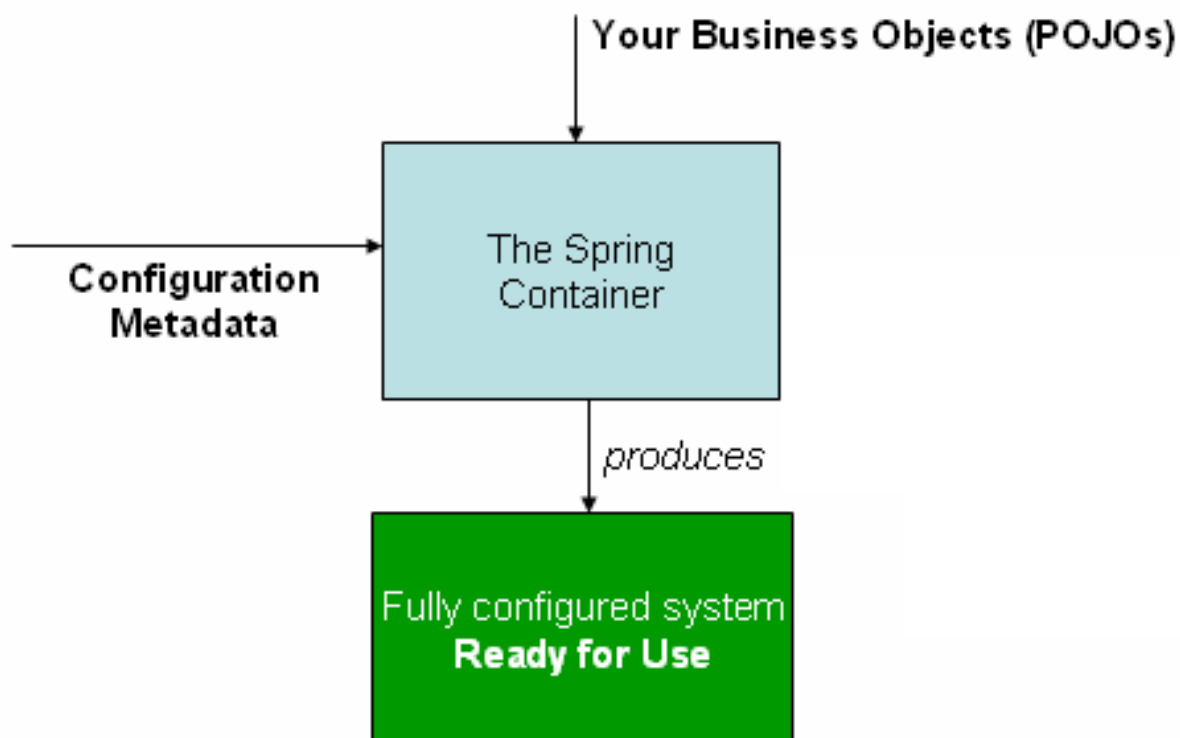 Your Business Objects (POJOs)
The Spring
Container
Configuration
Metadata
produces
Fully configured system
Ready for Use